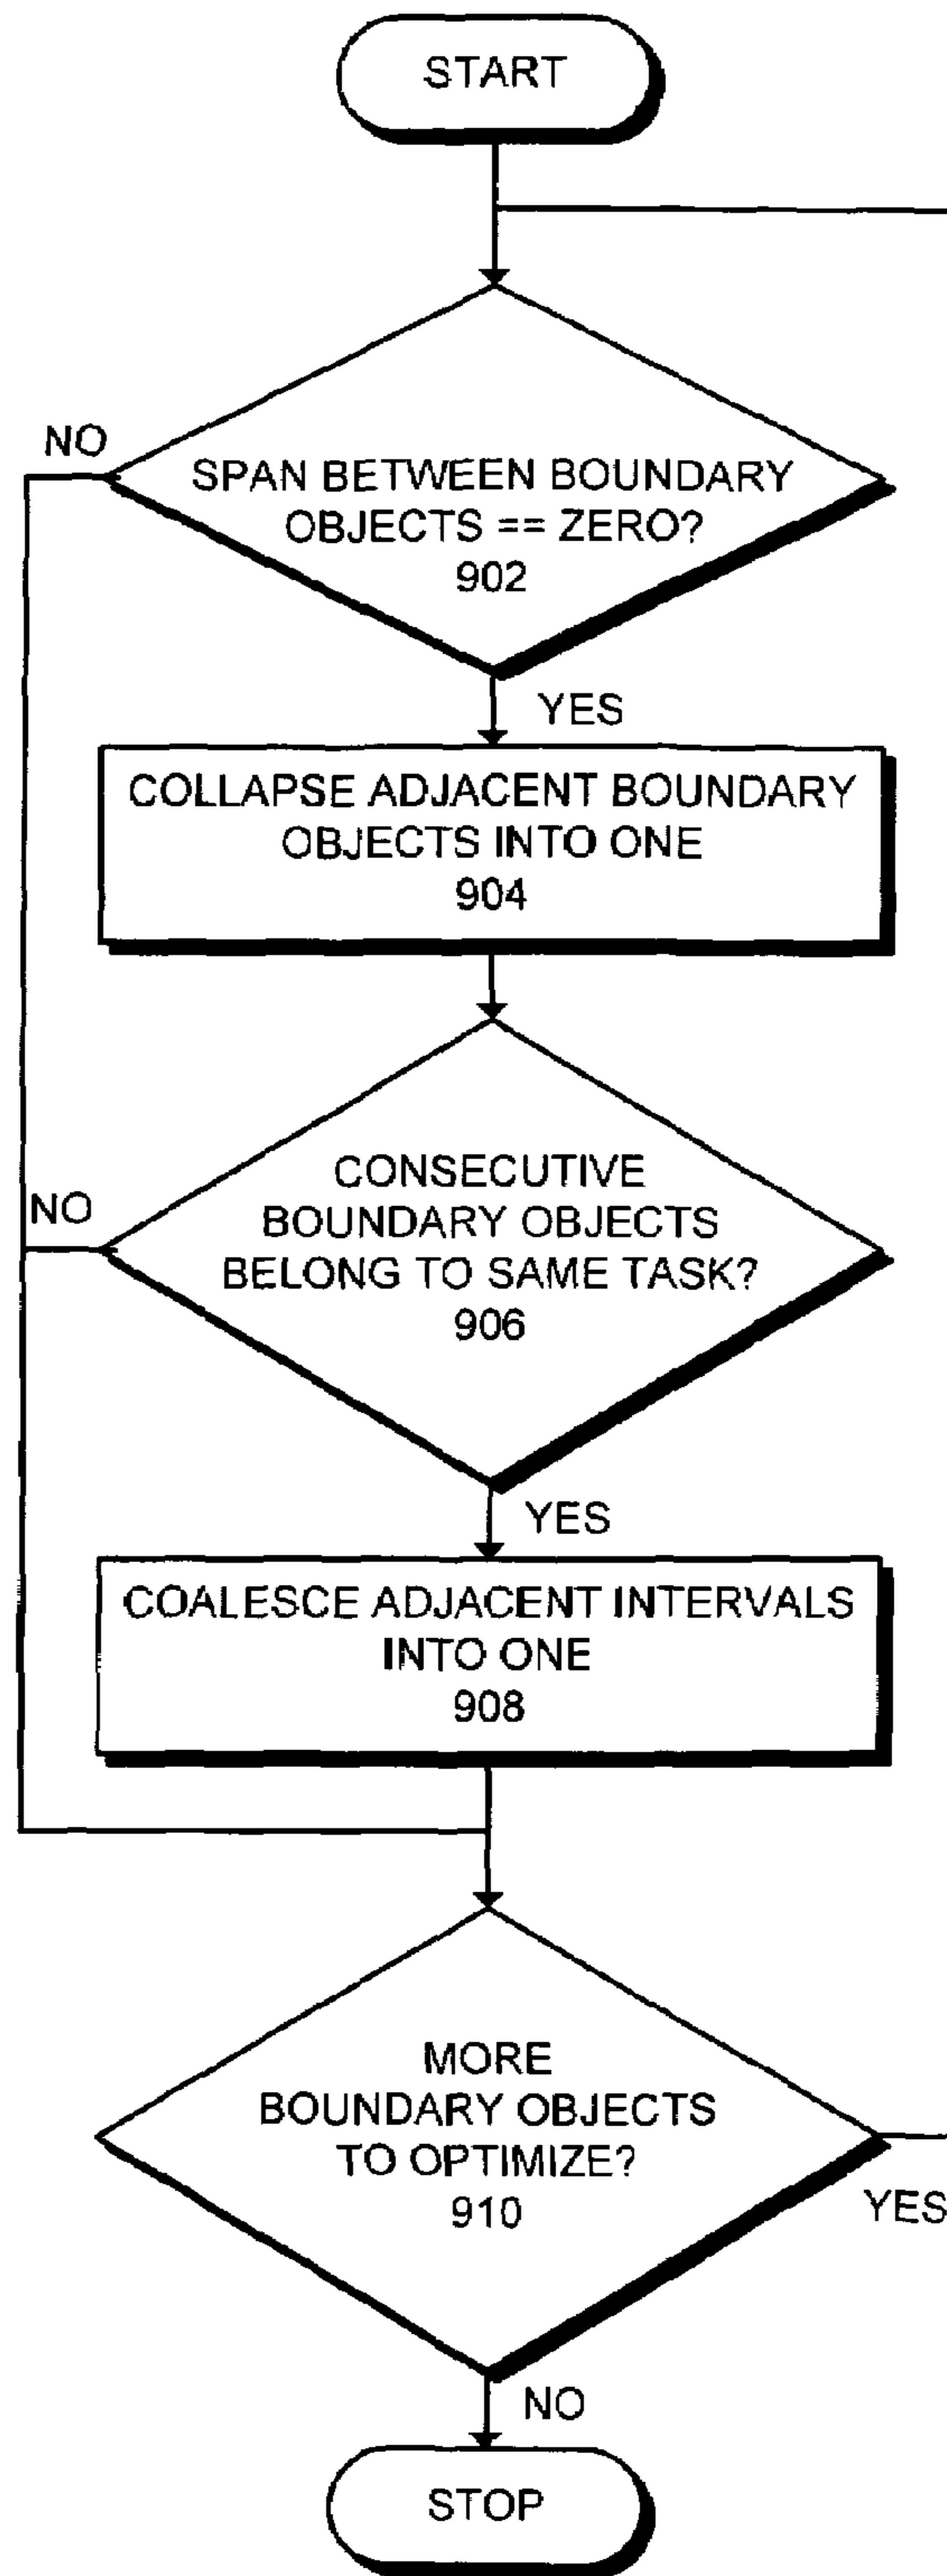 START
NO
SPAN BETWEEN BOUNDARY
OBJECTS == ZERO?
902
YES
COLLAPSE ADJACENT BOUNDARY
OBJECTS INTO ONE
904
CONSECUTIVE
NO
BOUNDARY OBJECTS
BELONG TO SAME TASK?
906
YES
COALESCE ADJACENT INTERVALS
INTO ONE
908
MORE
BOUNDARY OBJECTS
TO OPTIMIZE?
910
YES
NO
STOP